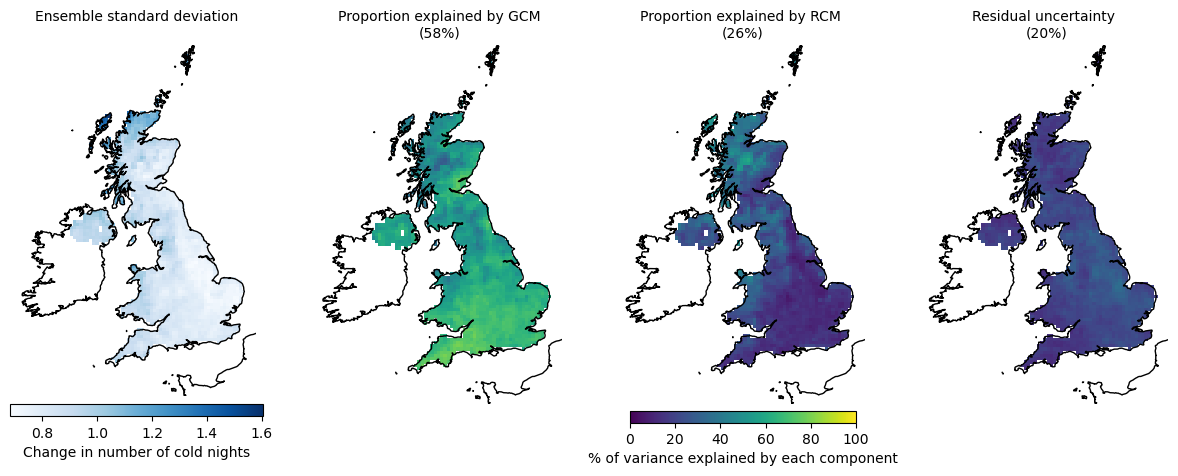 Ensemble standard deviation
Proportion explained by GCM
(58%)
Proportion explained by RCM
(26%)
Residual uncertainty
(20%)
0.8 1.0 1.2 1.4 1.6
Change in number of cold nights
0 20 40 60 80 100
% of variance explained by each component